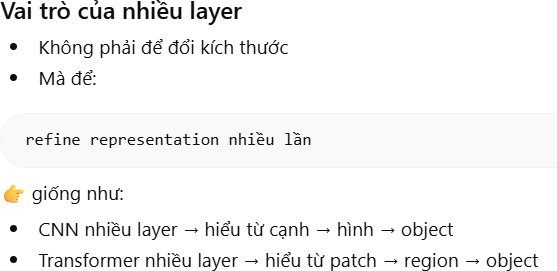 Vai trò của nhiều layer
• Không phải để đổi kích thước
• Mà để:
refine representation nhiều lần
👉 giống như:
• CNN nhiều layer → hiểu từ cạnh → hình → object
• Transformer nhiều layer → hiểu từ patch → region → object